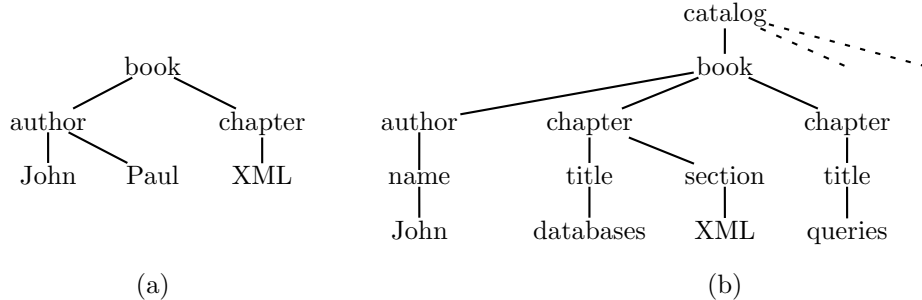 catalog
book book
author chapter author chapter chapter
John Paul XML name title section title
John databases XML queries
(a) (b)